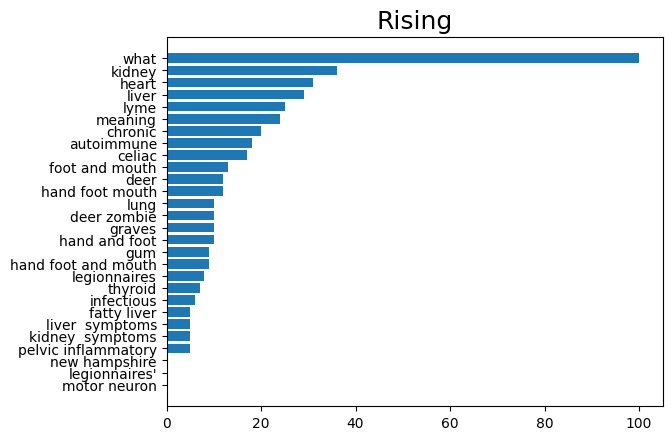 Rising
what
kidney
heart
liver
lyme
meaning
chronic
autoimmune
celiac
foot and mouth
deer
hand foot mouth
lung
deer zombie
graves
hand and foot
gum
hand foot and mouth
legionnaires
thyroid
infectious
fatty liver
liver  symptoms
kidney  symptoms
pelvic inflammatory
new hampshire
legionnaires'
motor neuron
0 20 40 60 80 100